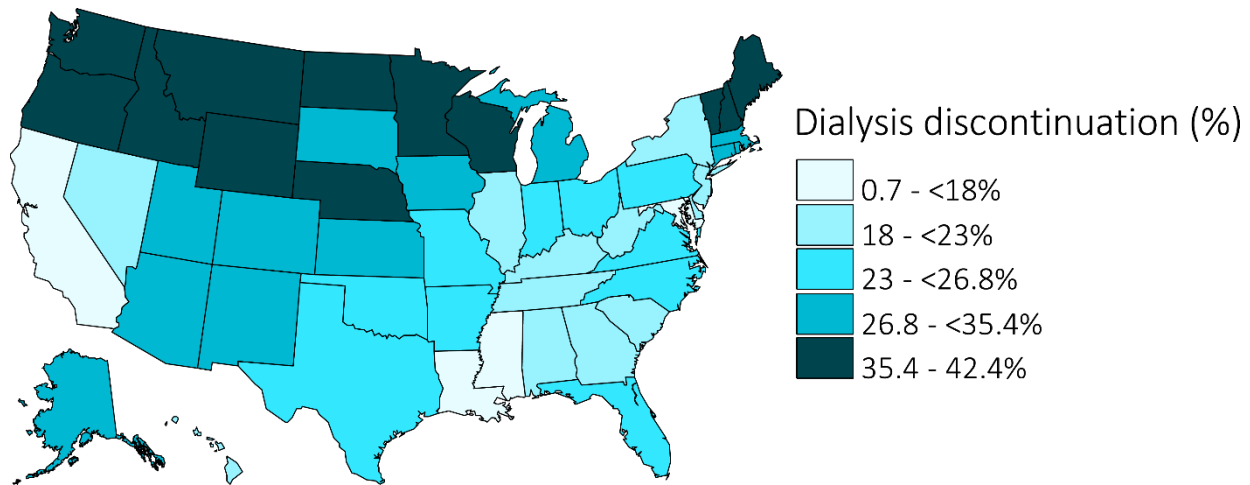 Dialysis discontinuation (%)
0.7 - <18%
18 - <23%
23 - <26.8%
26.8 - <35.4%
35.4 - 42.4%